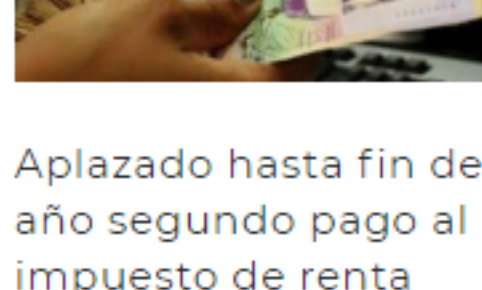 Aplazado hasta fin de
año segundo pago al
impuesto de renta